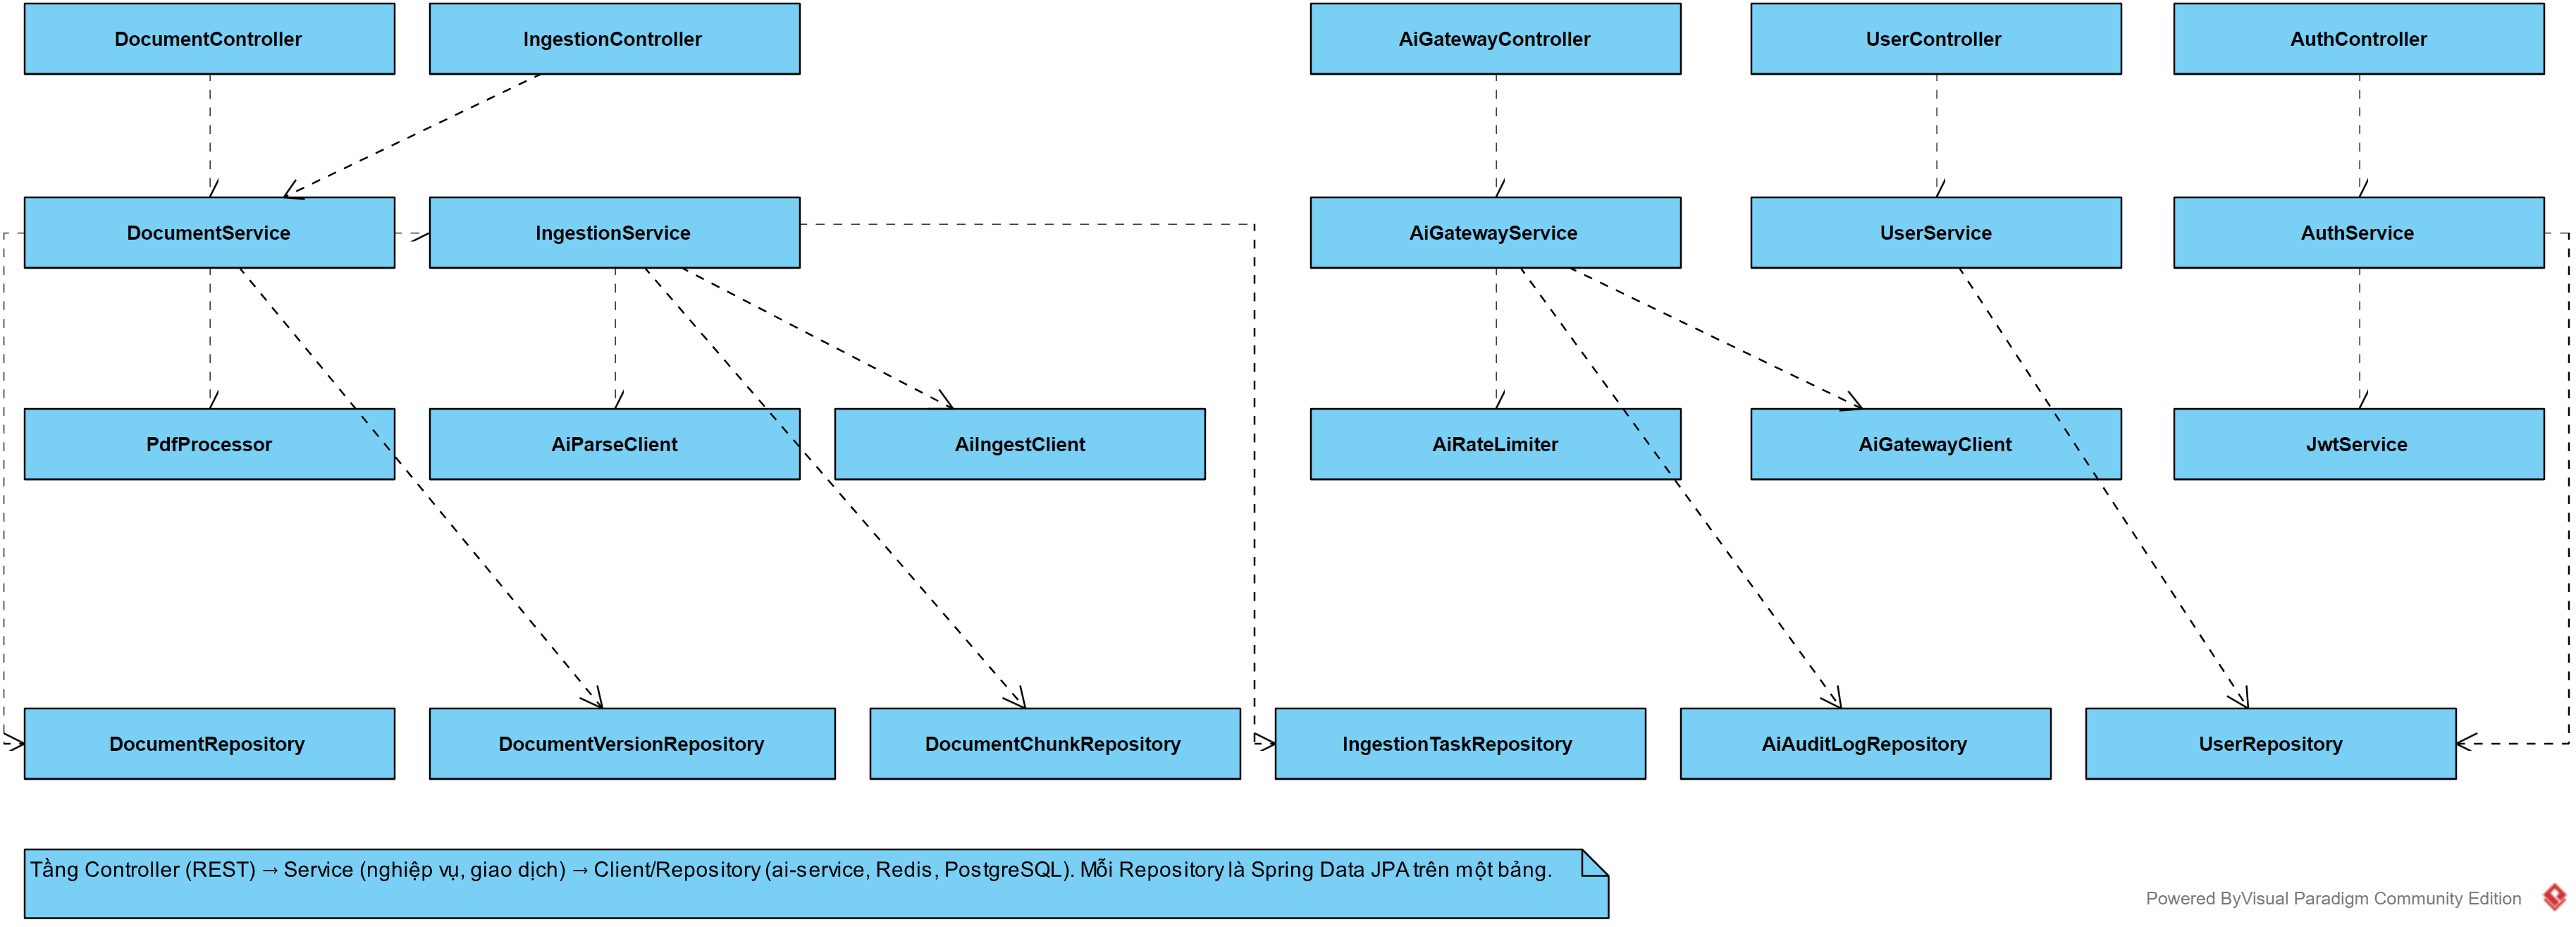 DocumentController
IngestionController
AiGatewayController
UserController
AuthController
DocumentService
IngestionService
AiGatewayService
UserService
AuthService
PdfProcessor
AiParseClient
AiIngestClient
AiRateLimiter
AiGatewayClient
JwtService
DocumentRepository
DocumentVersionRepository
DocumentChunkRepository
IngestionTaskRepository
AiAuditLogRepository
UserRepository
Tầng Controller (REST) → Service (nghiệp vụ, giao dịch) → Client/Repository (ai-service, Redis, PostgreSQL). Mỗi Repository là Spring Data JPA trên một bảng.
Powered By Visual Paradigm Community Edition